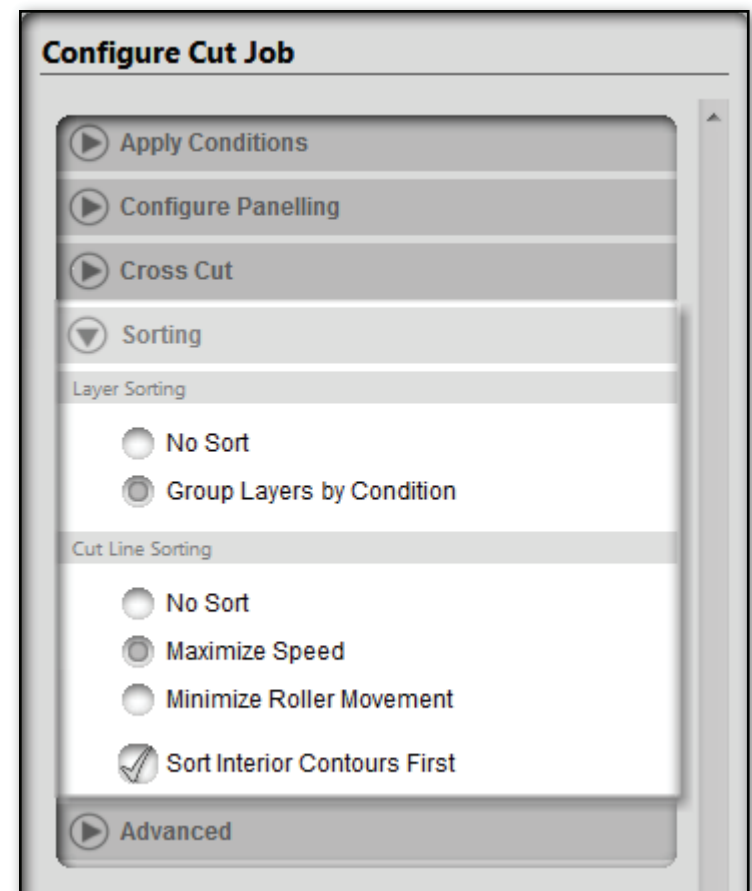 Configure Cut Job
Apply Conditions
Configure Panelling
Cross Cut
Sorting
Layer Sorting
No Sort
Group Layers by Condition
Cut Line Sorting
No Sort
Maximize Speed
Minimize Roller Movement
Sort Interior Contours First
Advanced